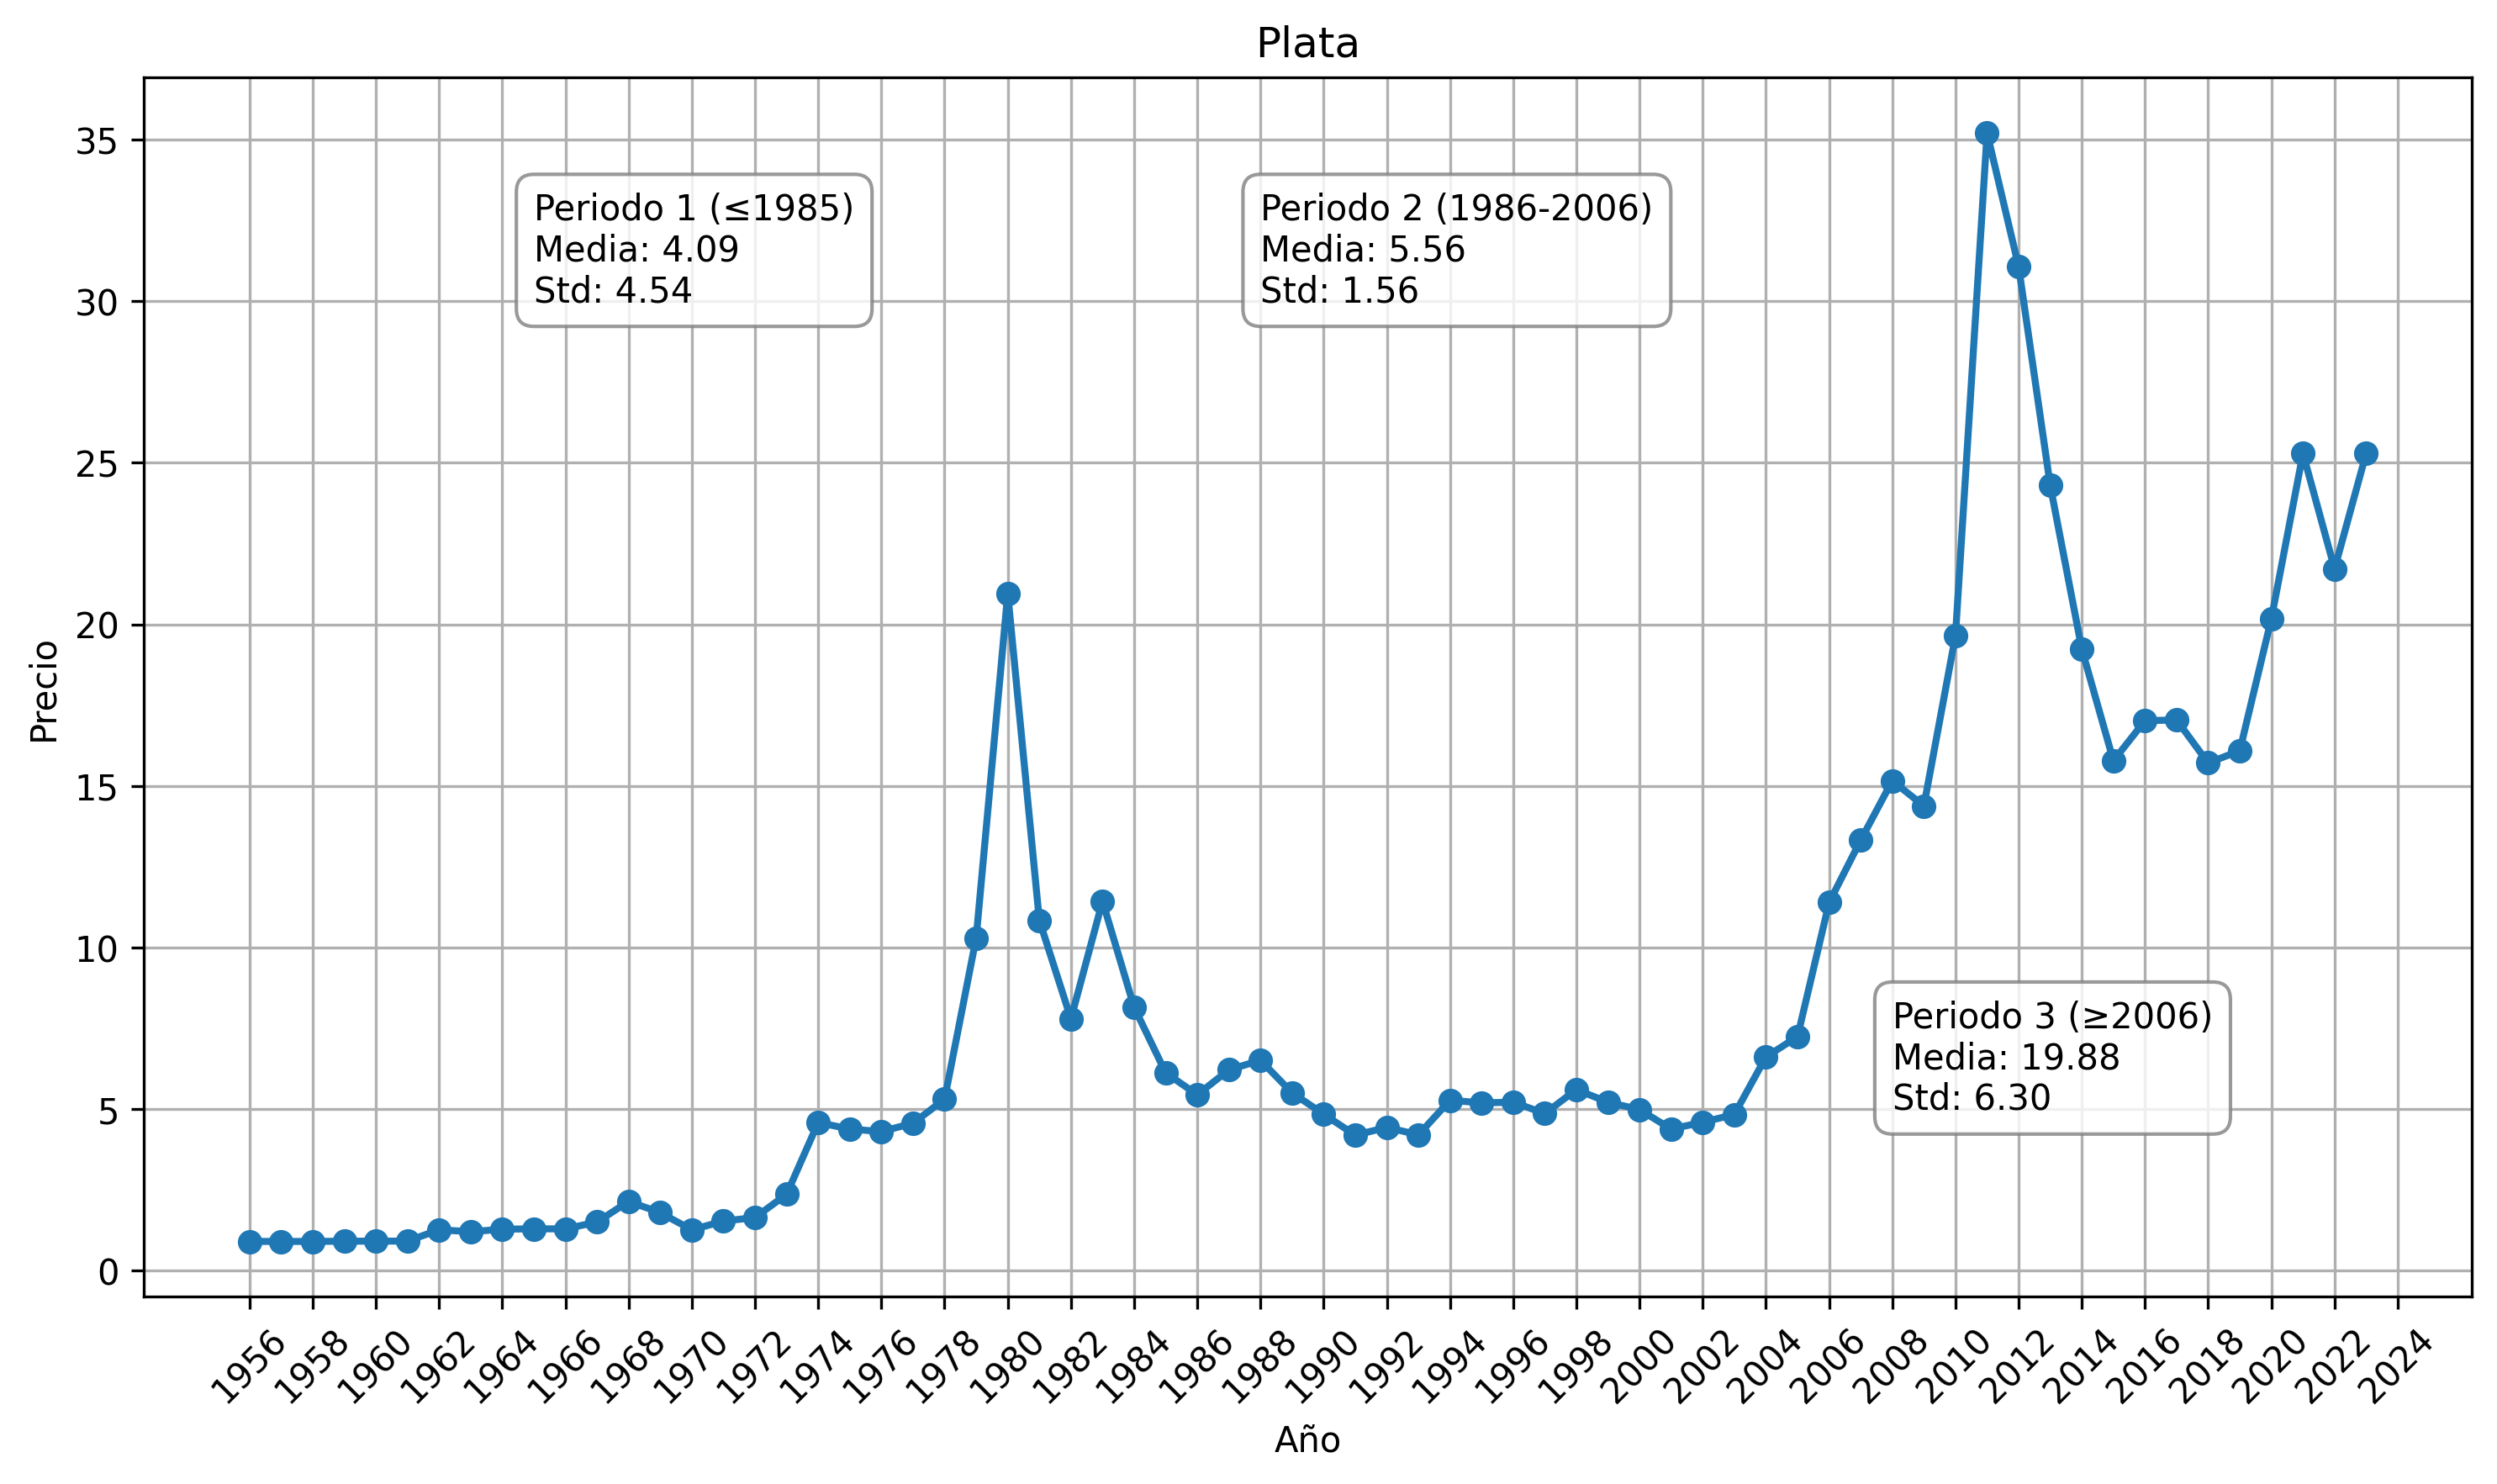 Plata
35
30
25
20
15
10
5
0
Precio
Periodo 1 (≤1985)
Media: 4.09
Std: 4.54
Periodo 2 (1986-2006)
Media: 5.56
Std: 1.56
Periodo 3 (≥2006)
Media: 19.88
Std: 6.30
1956 1958 1960 1962 1964 1966 1968 1970 1972 1974 1976 1978 1980 1982 1984 1986 1988 1990 1992 1994 1996 1998 2000 2002 2004 2006 2008 2010 2012 2014 2016 2018 2020 2022 2024
Año